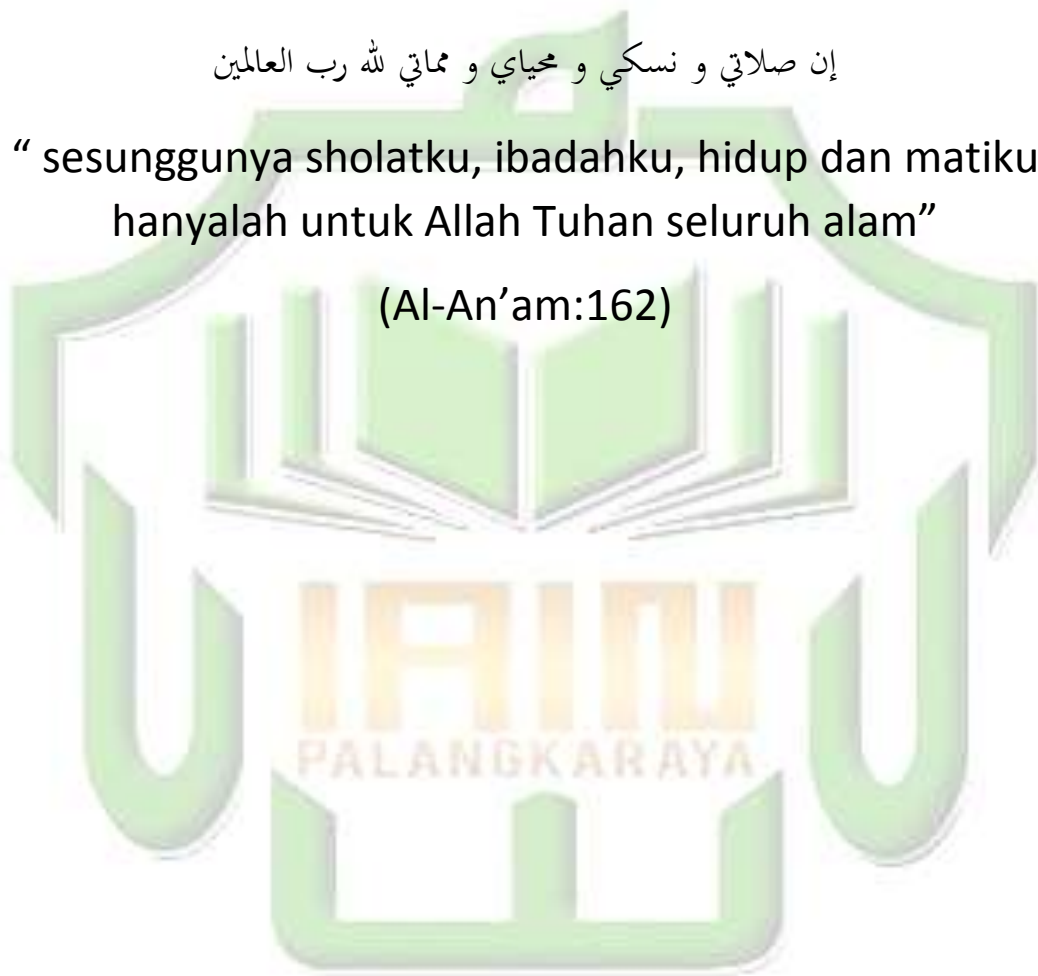 إن صلاتي و نسكي و محياي و مماتي لله رب العالمين
“ sesunggunya sholatku, ibadahku, hidup dan matiku
hanyalah untuk Allah Tuhan seluruh alam”
(Al-An’am:162)
IAIN
PALANGKARAYA